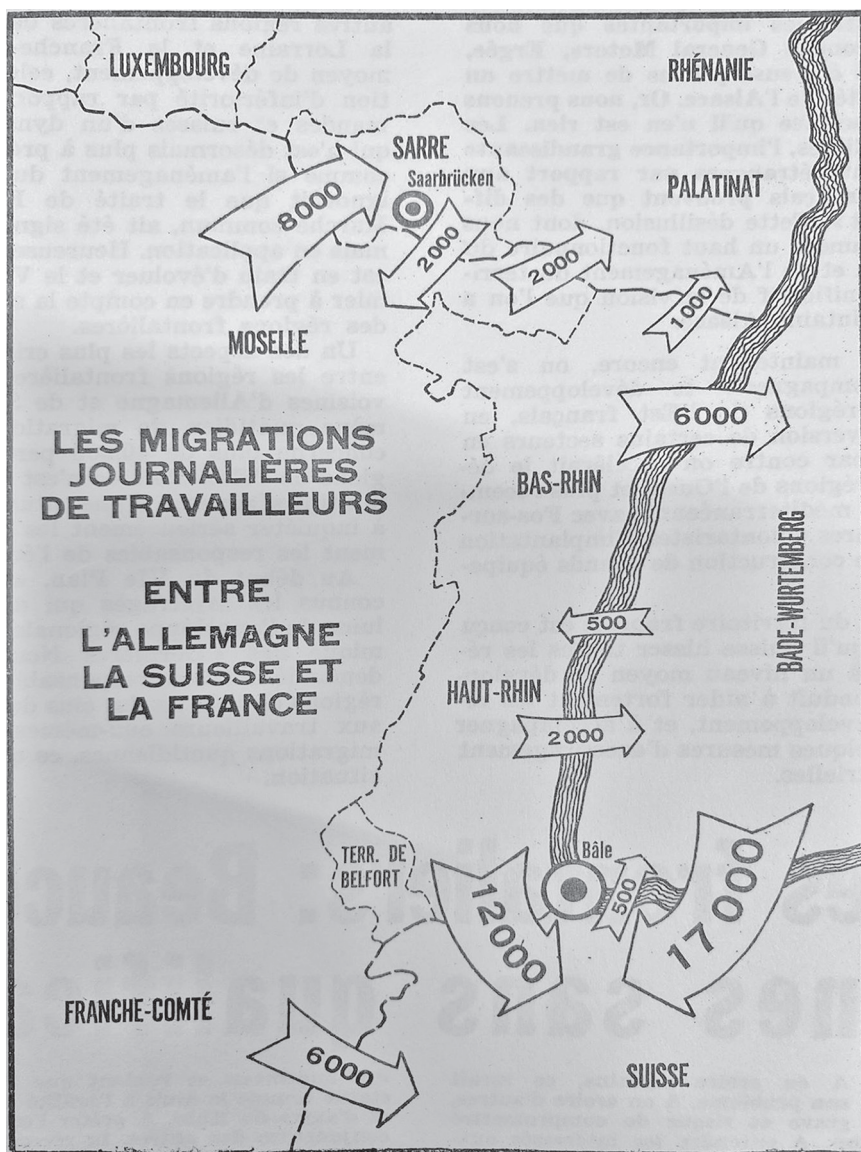 LUXEMBOURG
RHÉNANIE
SARRE
Saarbrücken
PALATINAT
8000
2000
2000
1000
MOSELLE
6000
LES MIGRATIONS
JOURNALIÈRES
DE TRAVAILLEURS
BAS-RHIN
BADE-WURTEMBERG
ENTRE
L'ALLEMAGNE
LA SUISSE ET
LA FRANCE
500
HAUT-RHIN
2000
TERR. DE
BELFORT
Bâle
12000
500
17000
FRANCHE-COMTÉ
6000
SUISSE